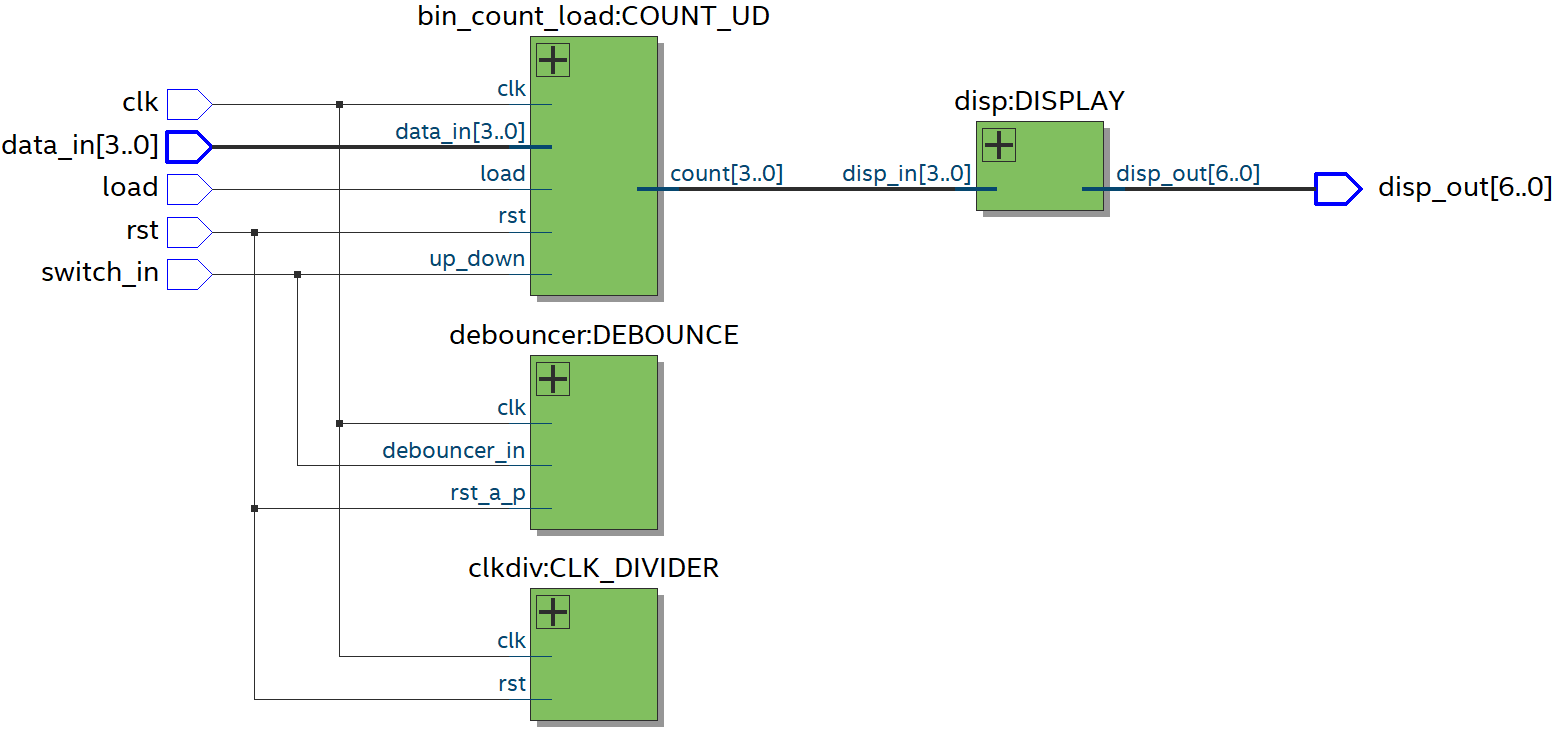 bin_count_load:COUNT_UD
clk
data_in[3..0]
load
rst
switch_in
clk
data_in[3..0]
load
rst
up_down
count[3..0]
disp:DISPLAY
disp_in[3..0]
disp_out[6..0]
disp_out[6..0]
debouncer:DEBOUNCE
clk
debouncer_in
rst_a_p
clkdiv:CLK_DIVIDER
clk
rst